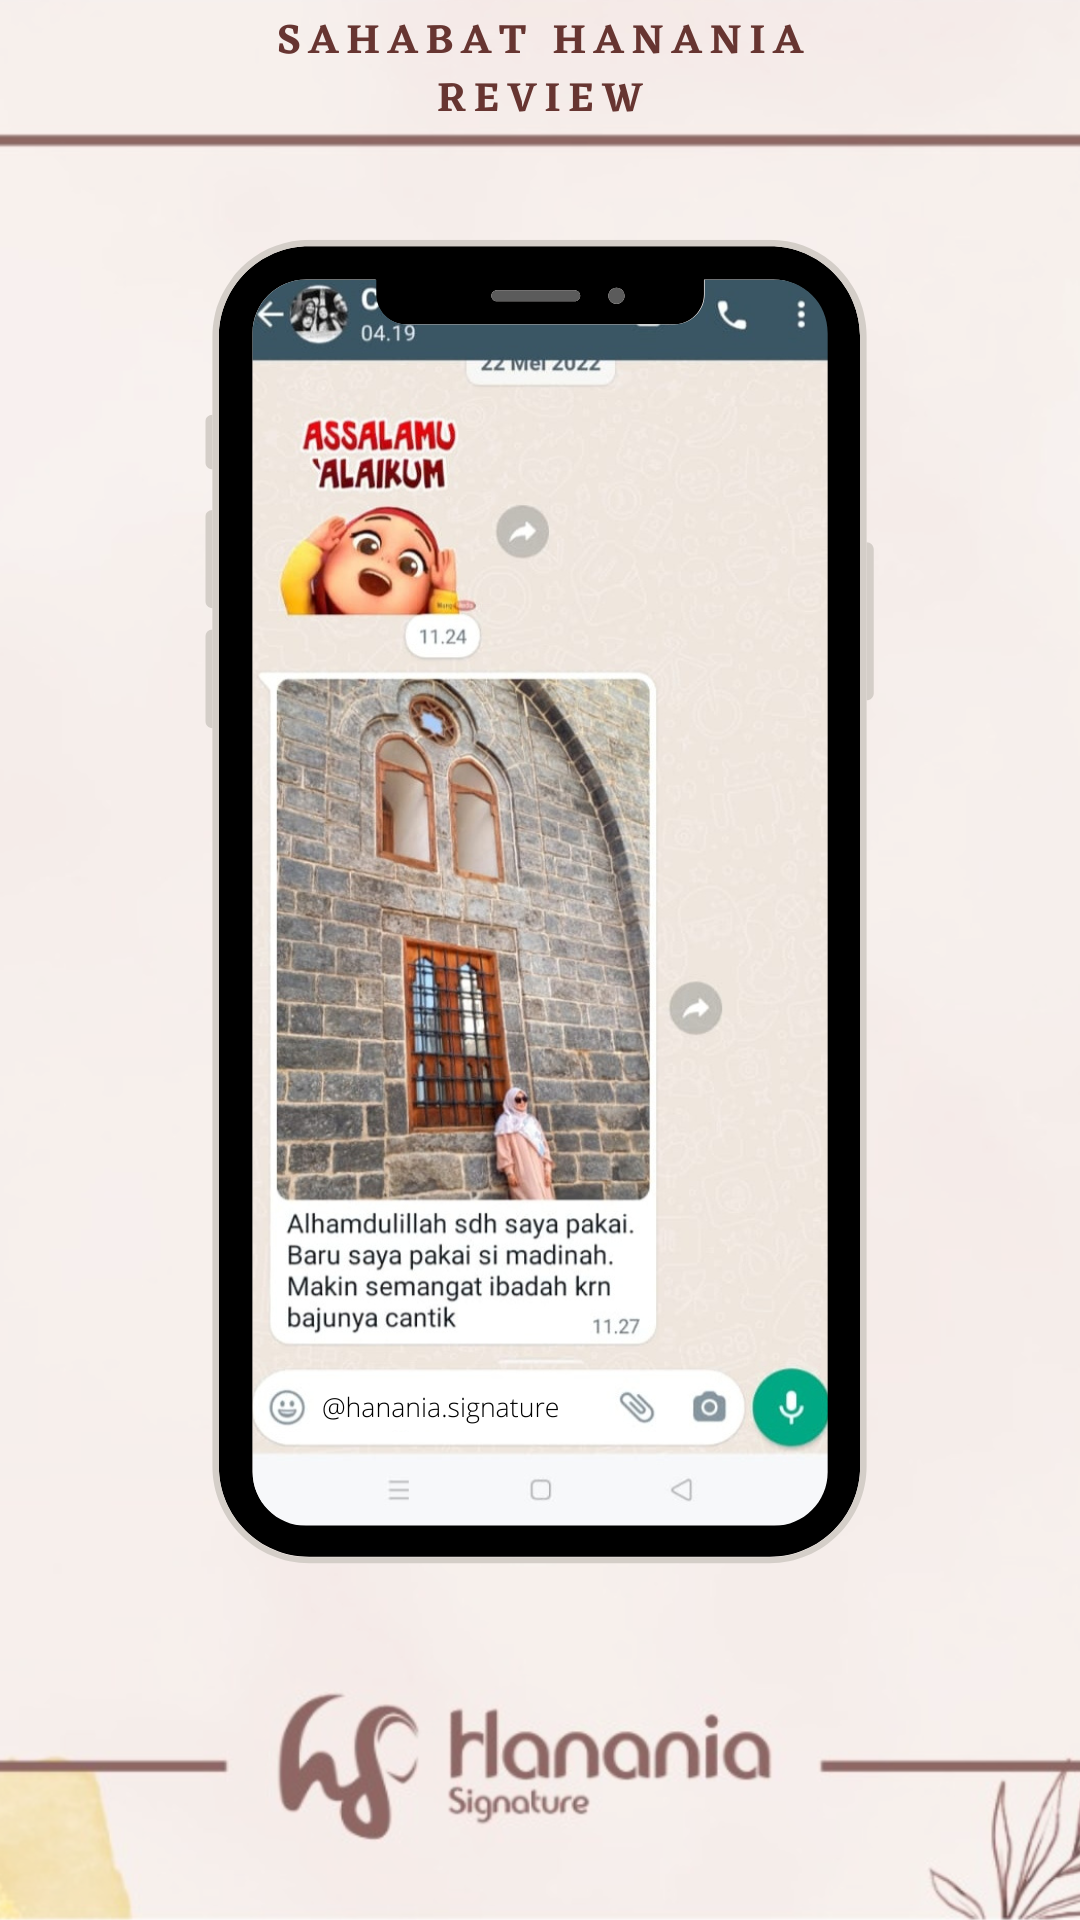 SAHABAT HANANIA
REVIEW
C
04.19
22 Mei 2022
ASSALAMU
'ALAIKUM
11.24
Alhamdulillah sdh saya pakai.
Baru saya pakai si madinah.
Makin semangat ibadah krn
bajunya cantik
11.27
@hanania.signature
hs Hanania
Signature